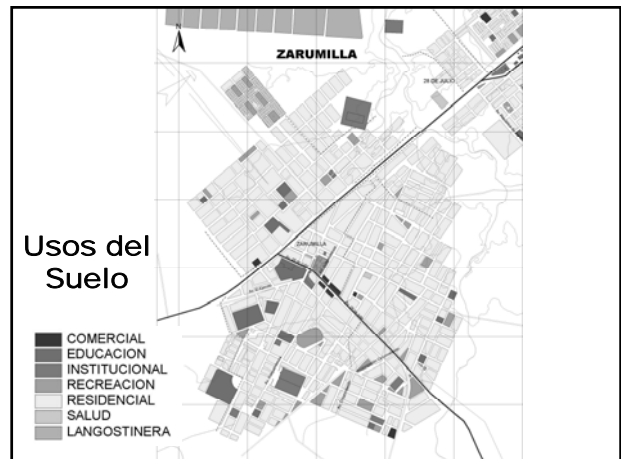 N
ZARUMILLA
28 DE JULIO
ZARUMILLA
Usos del
Suelo
COMERCIAL
EDUCACION
INSTITUCIONAL
RECREACION
RESIDENCIAL
SALUD
LANGOSTINERA